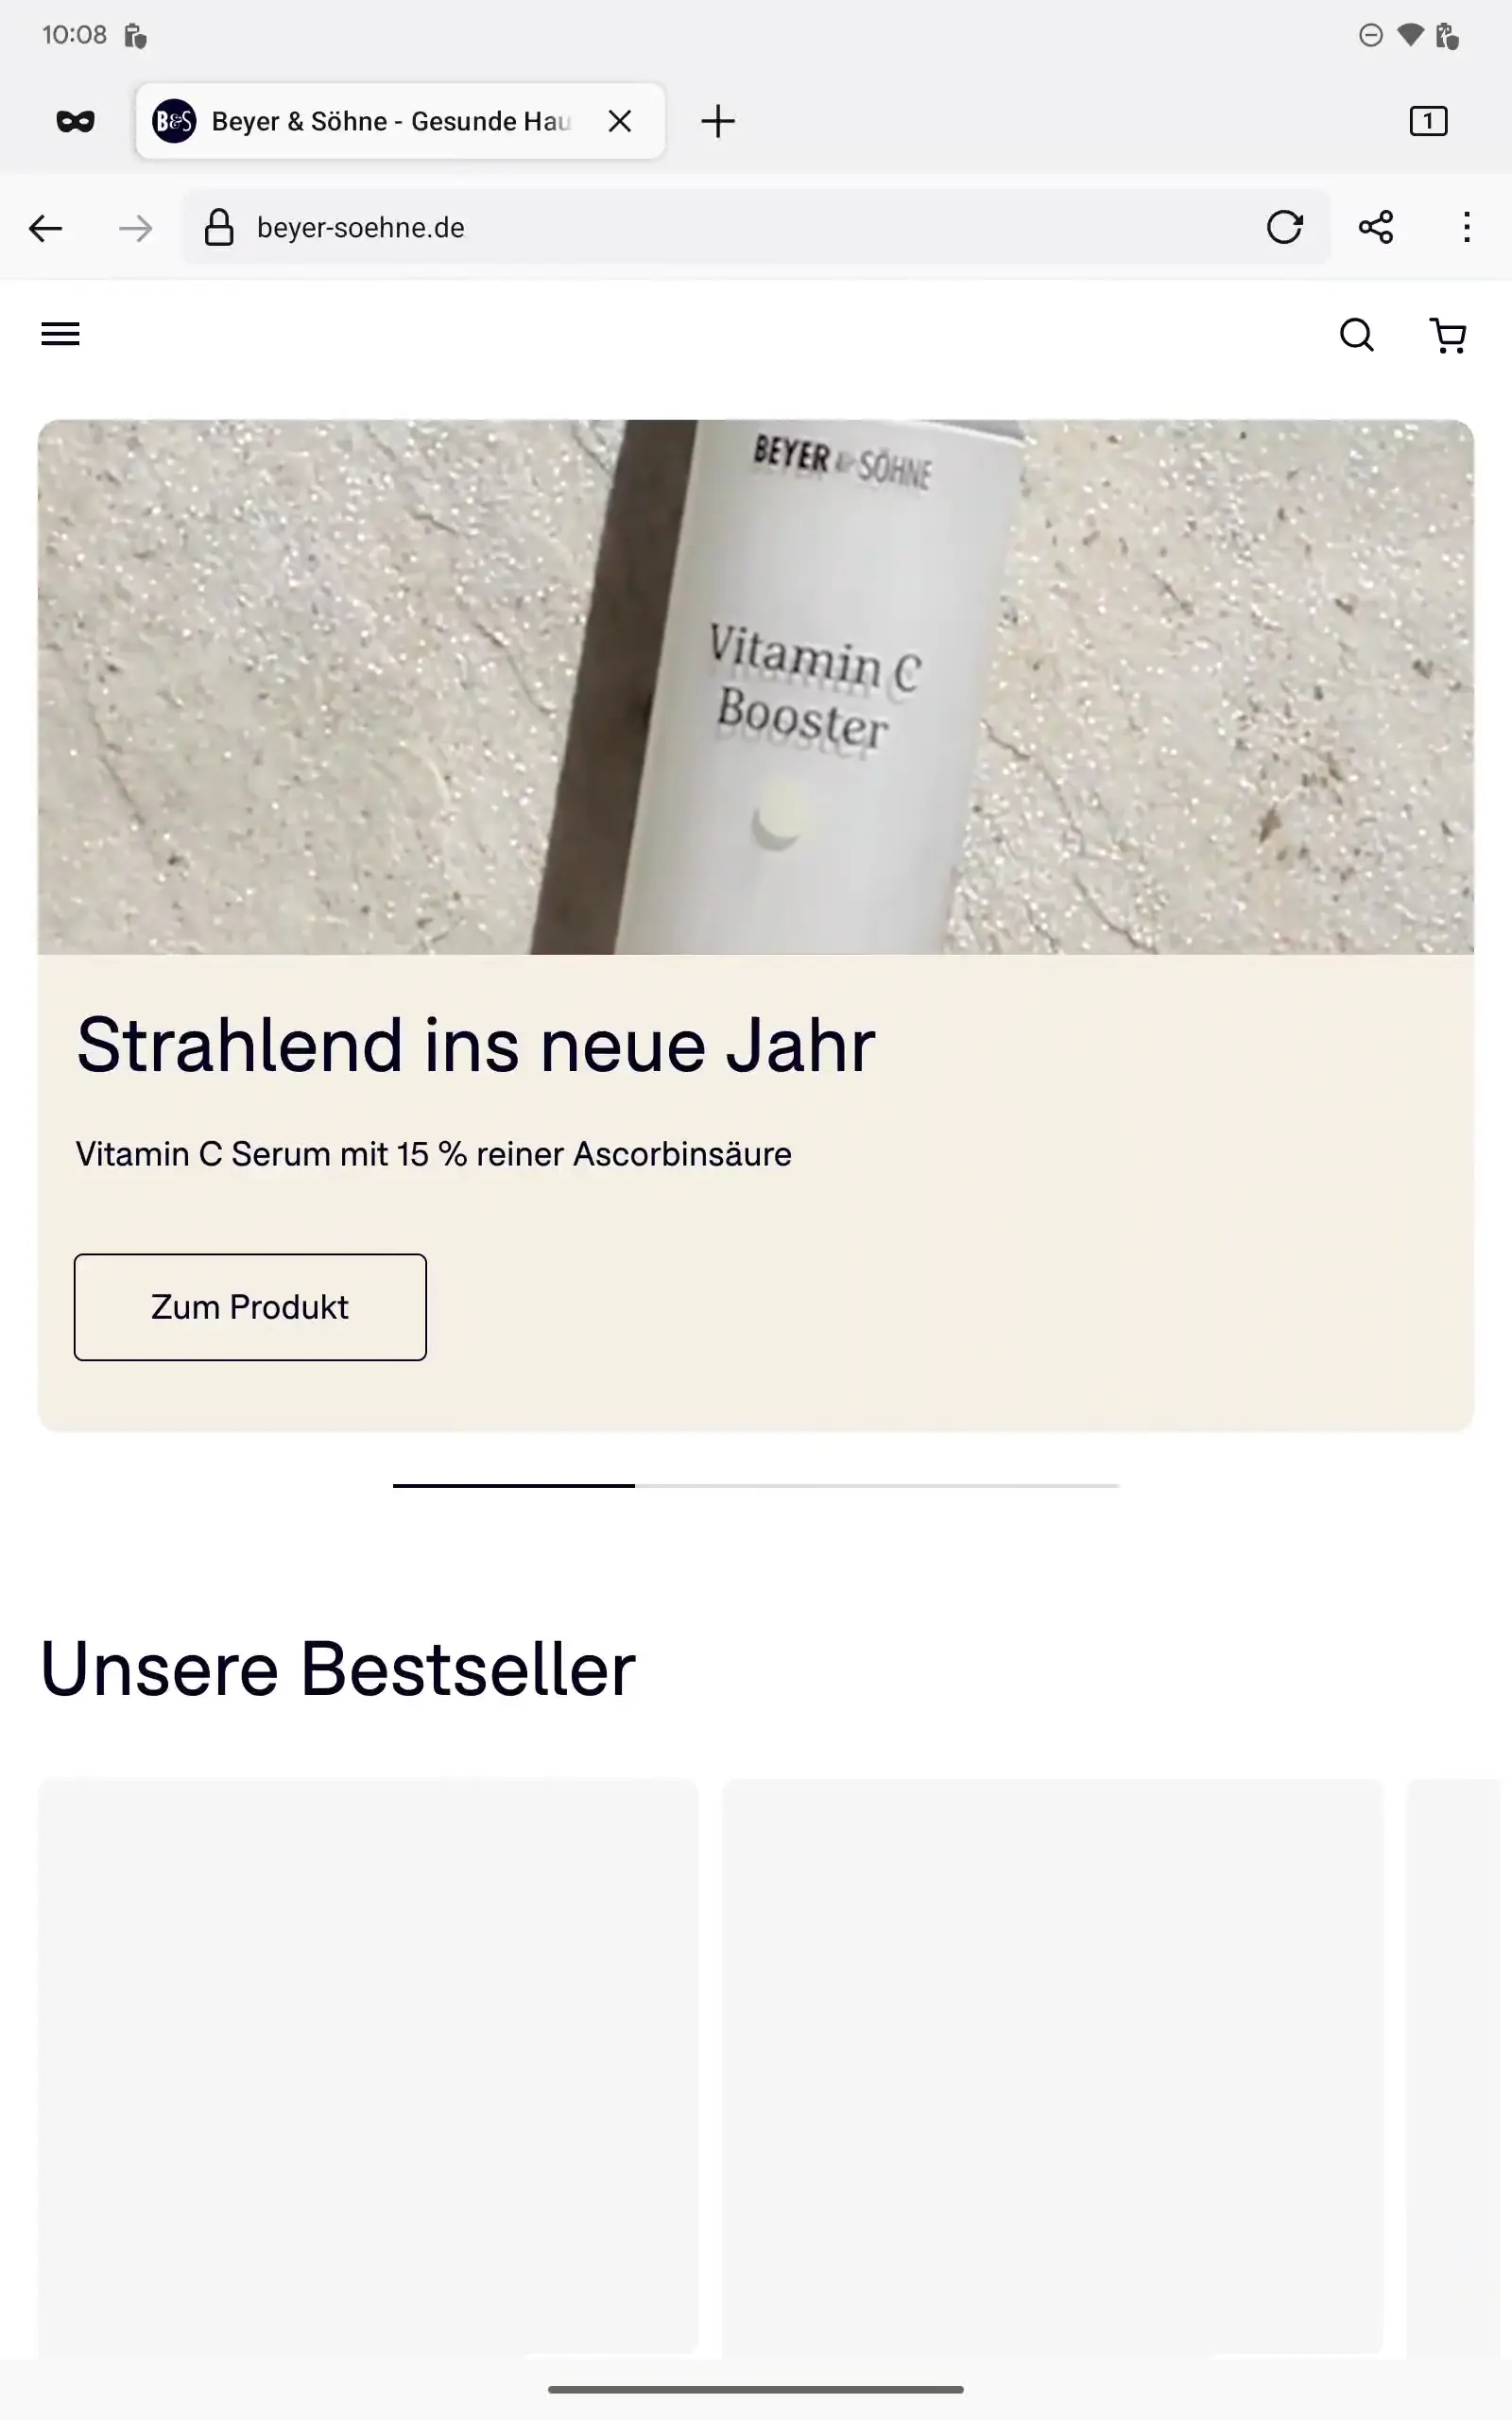 10:08
B&S Beyer & Söhne - Gesunde Hau
1
beyer-soehne.de
BEYER & SÖHNE
Vitamin C
Booster
Strahlend ins neue Jahr
Vitamin C Serum mit 15 % reiner Ascorbinsäure
Zum Produkt
Unsere Bestseller